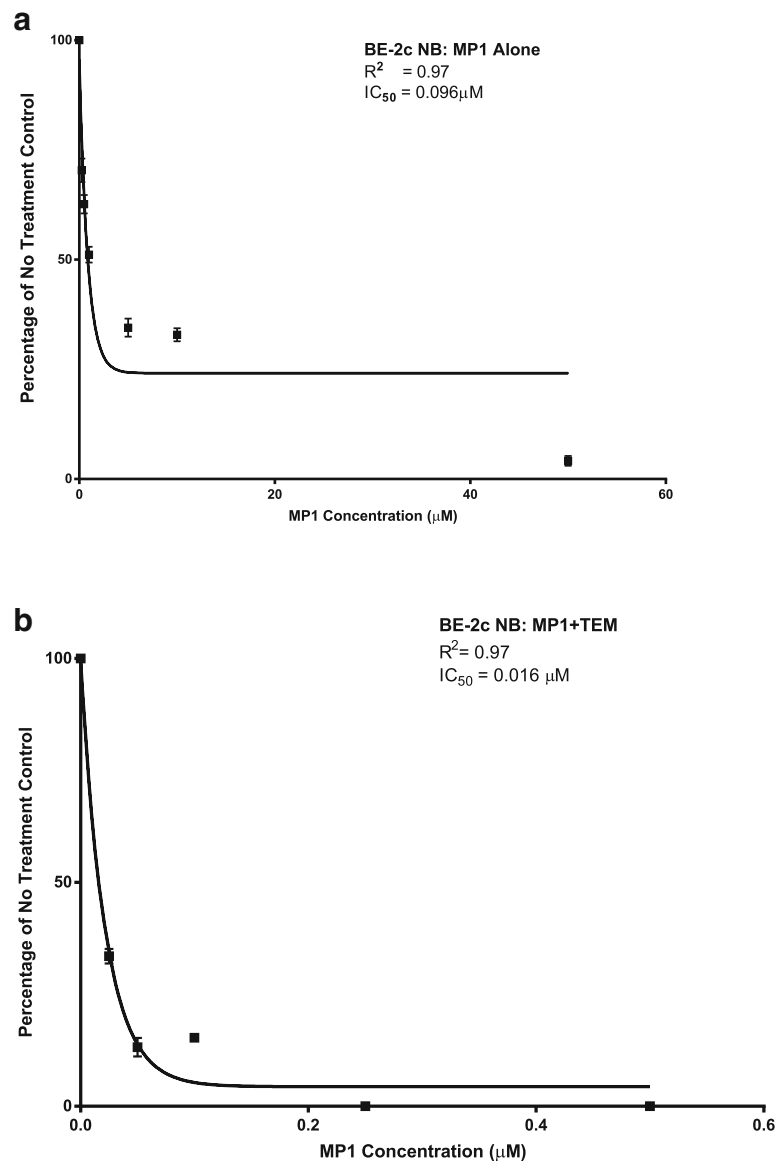 a
BE-2c NB: MP1 Alone
R² = 0.97
IC₅₀ = 0.096μM
Percentage of No Treatment Control
100
50
0
0 20 40 60
MP1 Concentration (μM)
b
BE-2c NB: MP1+TEM
R²= 0.97
IC₅₀ = 0.016 μM
Percentage of No Treatment Control
100
50
0
0.0 0.2 0.4 0.6
MP1 Concentration (μM)